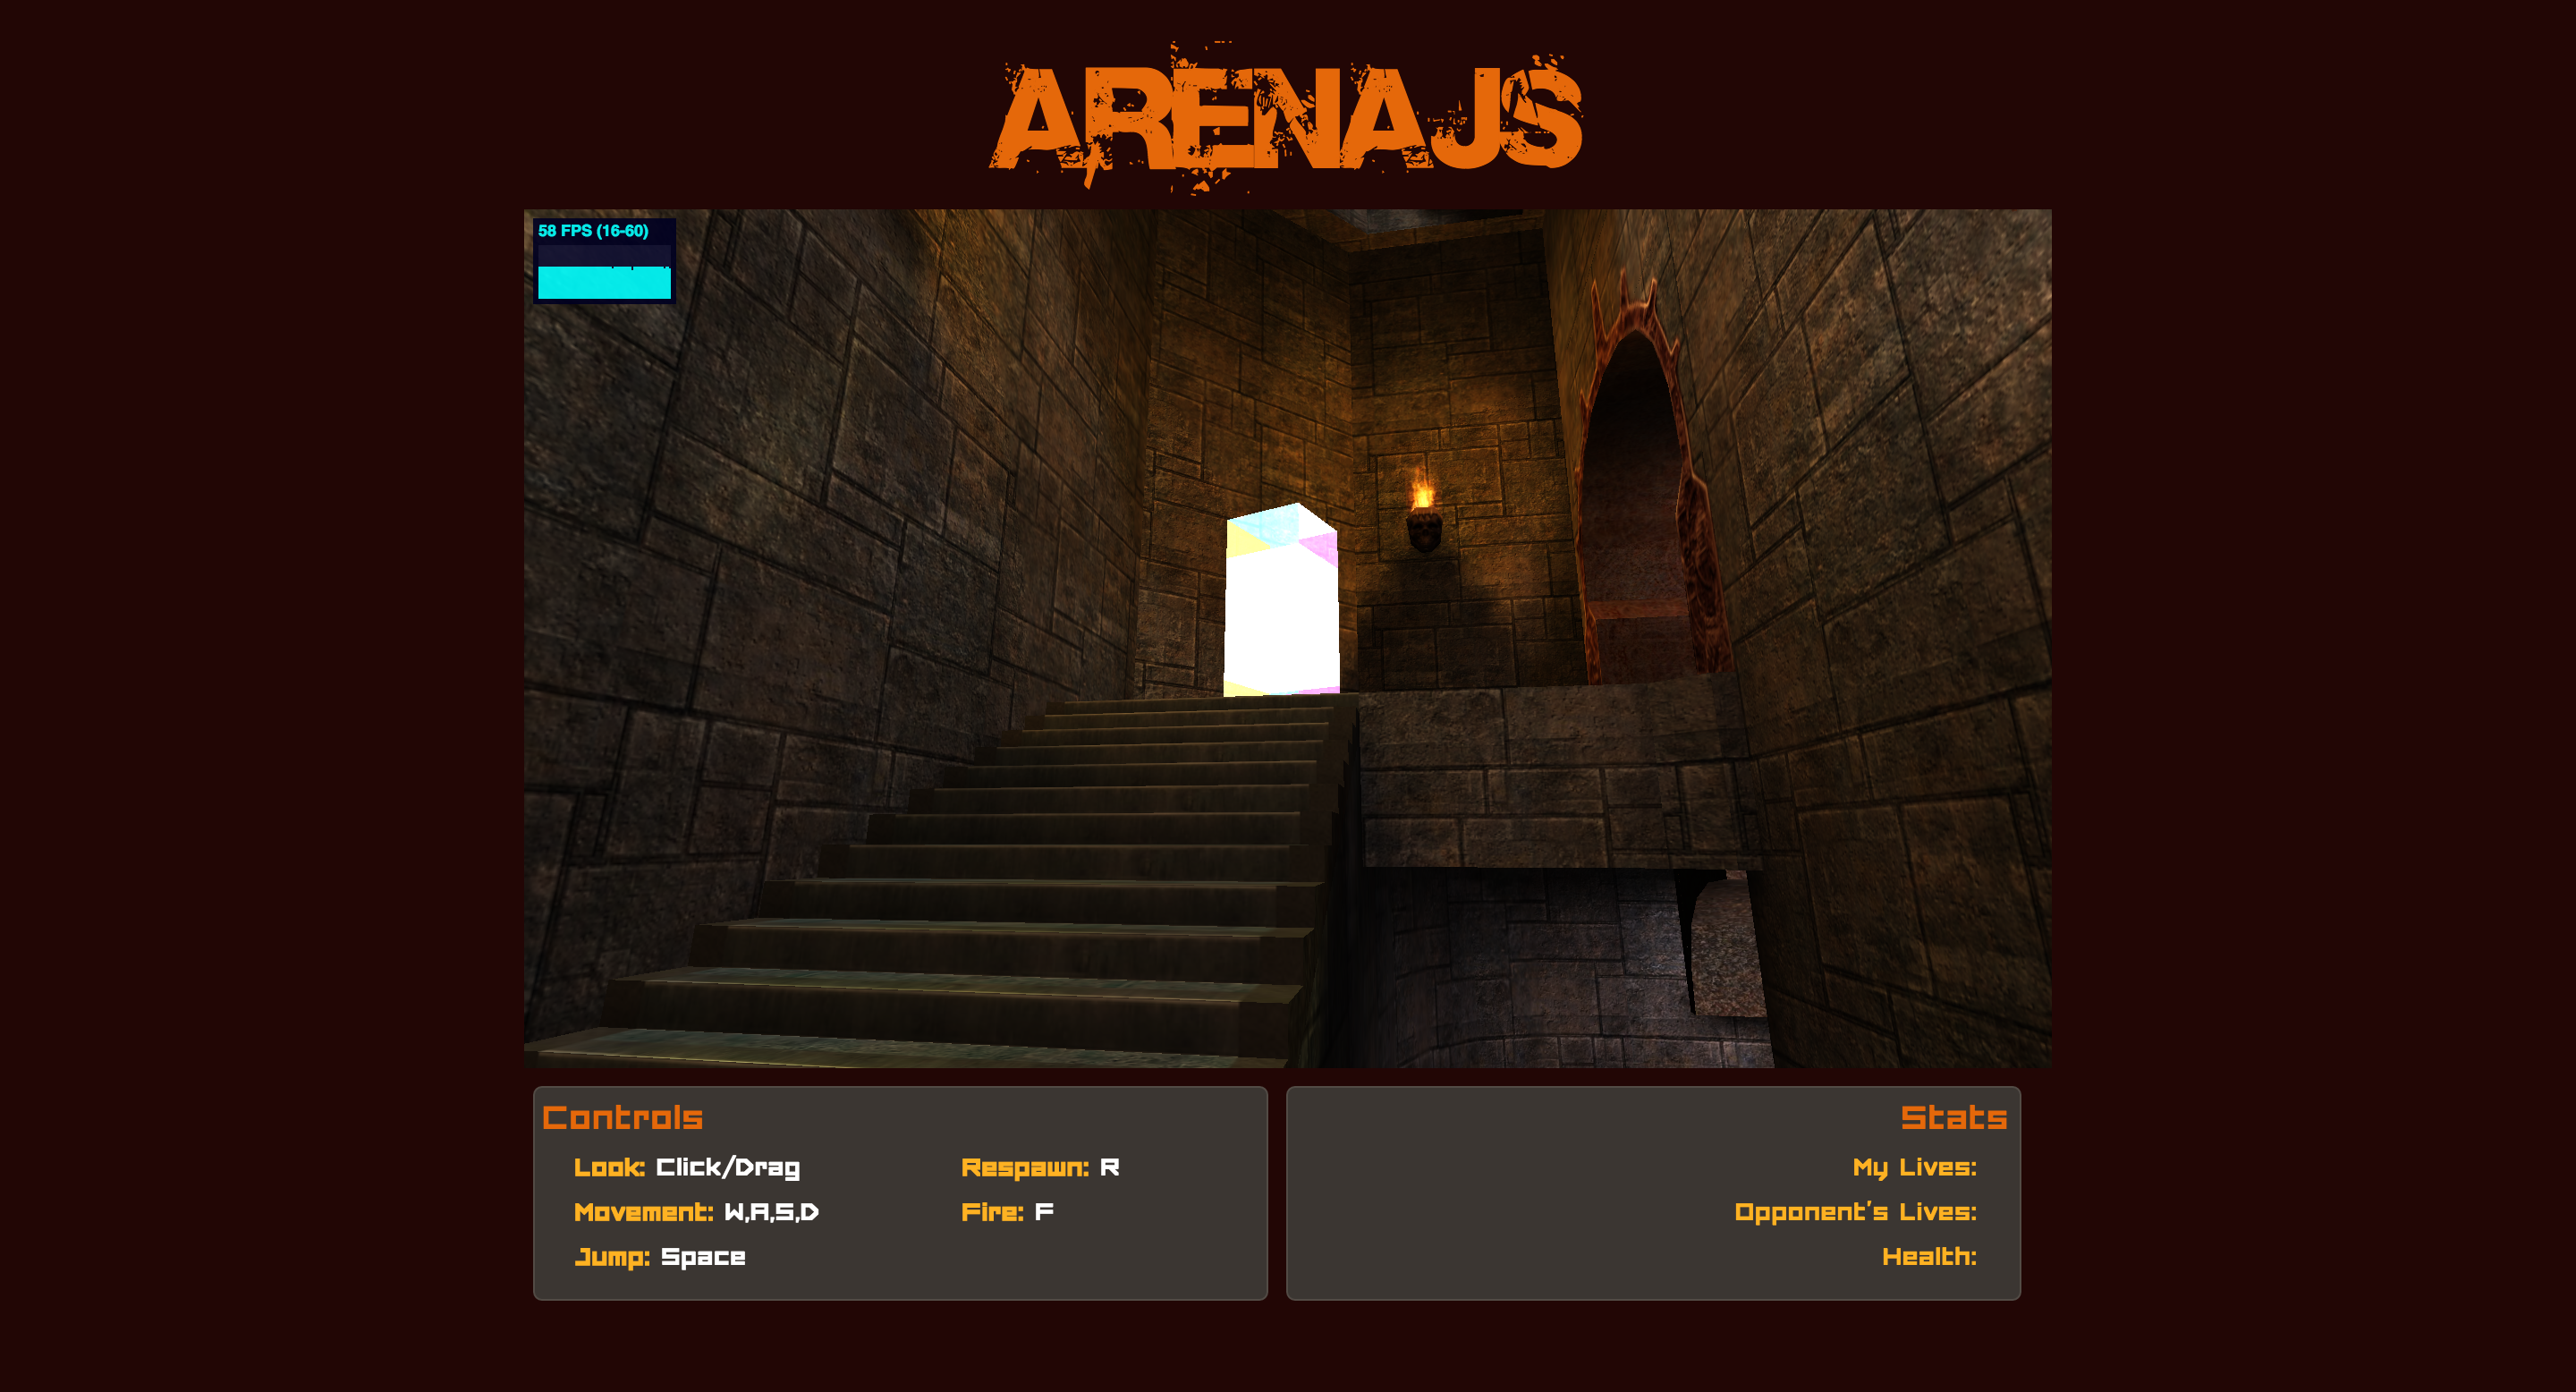 ARENAJS
58 FPS (16-60)
Controls
Look: Click/Drag
Movement: W,A,S,D
Jump: Space
Respawn: R
Fire: F
Stats
My Lives:
Opponent's Lives:
Health: